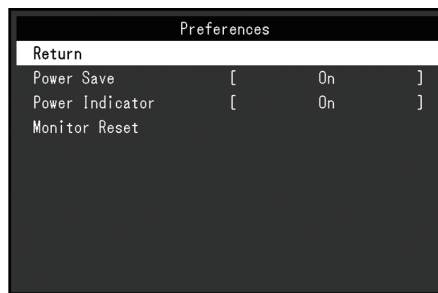 Preferences
Return
Power Save [ On ]
Power Indicator [ On ]
Monitor Reset